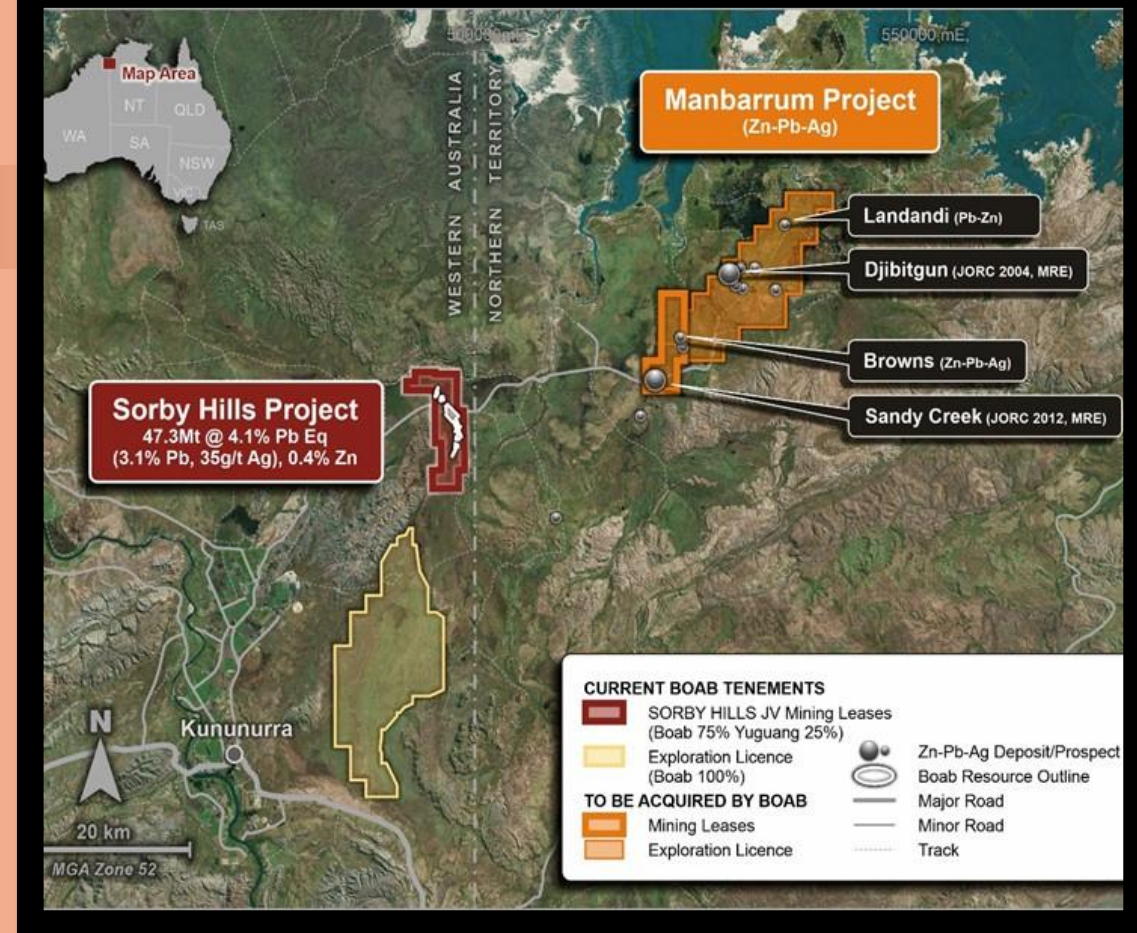 500000mE
550000mE
Map Area
NT
QLD
WA
SA
NSW
VIC
TAS
WESTERN AUSTRALIA
NORTHERN TERRITORY
Manbarrum Project
(Zn-Pb-Ag)
Landandi (Pb-Zn)
Djibitgun (JORC 2004, MRE)
Browns (Zn-Pb-Ag)
Sandy Creek (JORC 2012, MRE)
Sorby Hills Project
47.3Mt @ 4.1% Pb Eq
(3.1% Pb, 35g/t Ag), 0.4% Zn
Kununurra
N
20 km
MGA Zone 52
CURRENT BOAB TENEMENTS
SORBY HILLS JV Mining Leases
(Boab 75% Yuguang 25%)
Exploration Licence
(Boab 100%)
TO BE ACQUIRED BY BOAB
Mining Leases
Exploration Licence
Zn-Pb-Ag Deposit/Prospect
Boab Resource Outline
Major Road
Minor Road
Track